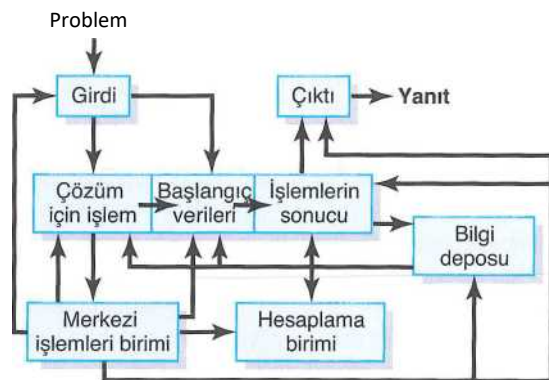 Problem
Girdi
Çıktı
Yanıt
Çözüm
için işlem
Başlangıç
verileri
İşlemlerin
sonucu
Bilgi
deposu
Merkezi
işlemleri birimi
Hesaplama
birimi